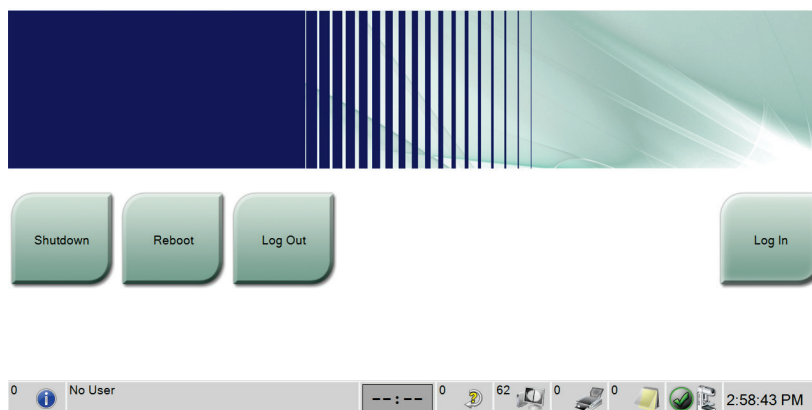 Shutdown
Reboot
Log Out
Log In
0
No User
--:--
0
62
0
0
2:58:43 PM